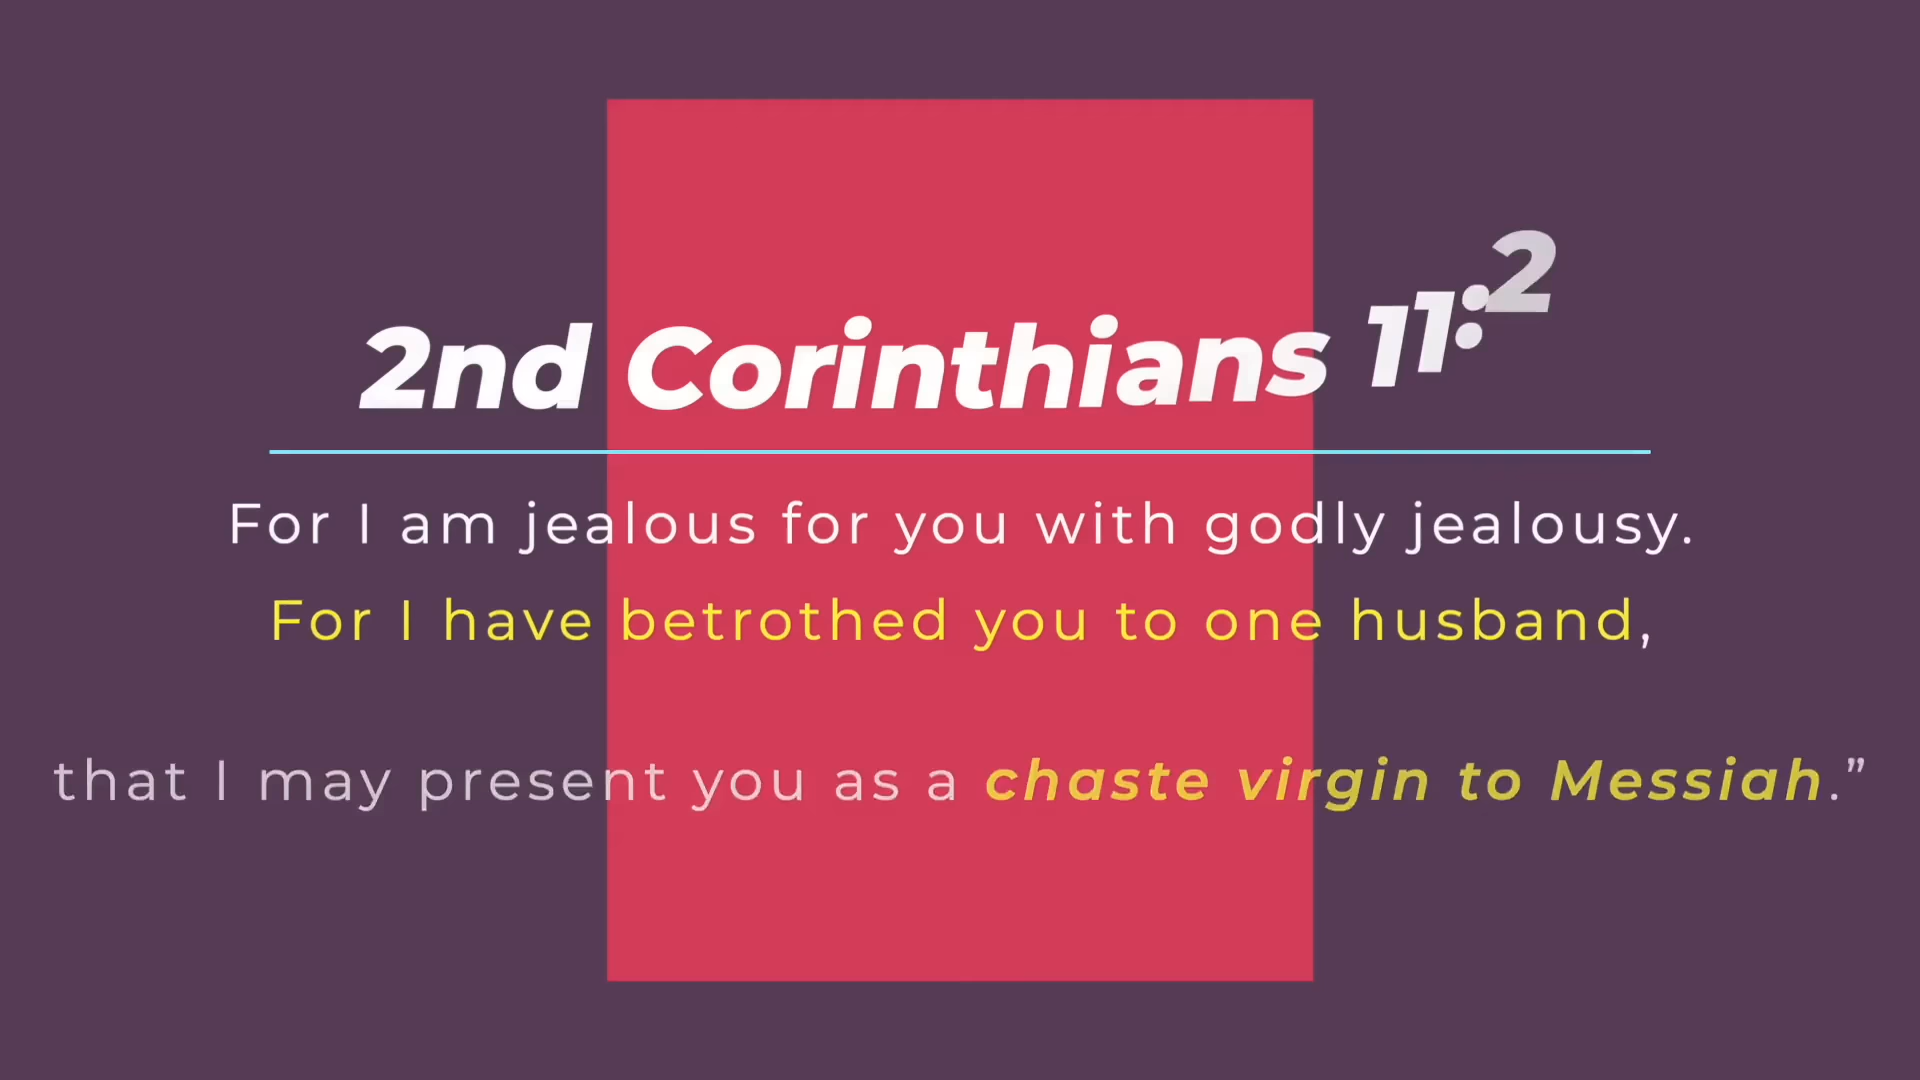 2nd Corinthians 11:2
For I am jealous for you with godly jealousy.
For I have betrothed you to one husband,
that I may present you as a chaste virgin to Messiah.”